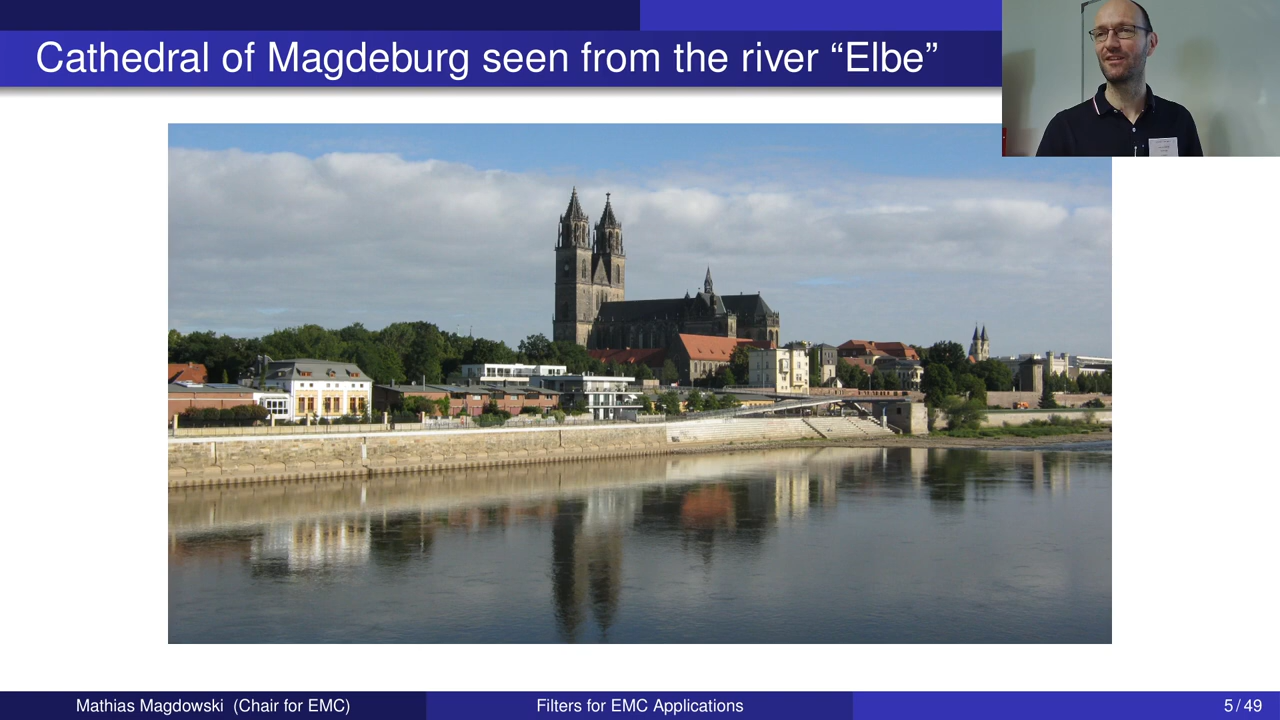 Cathedral of Magdeburg seen from the river “Elbe”
Mathias Magdowski (Chair for EMC)
Filters for EMC Applications
5 / 49